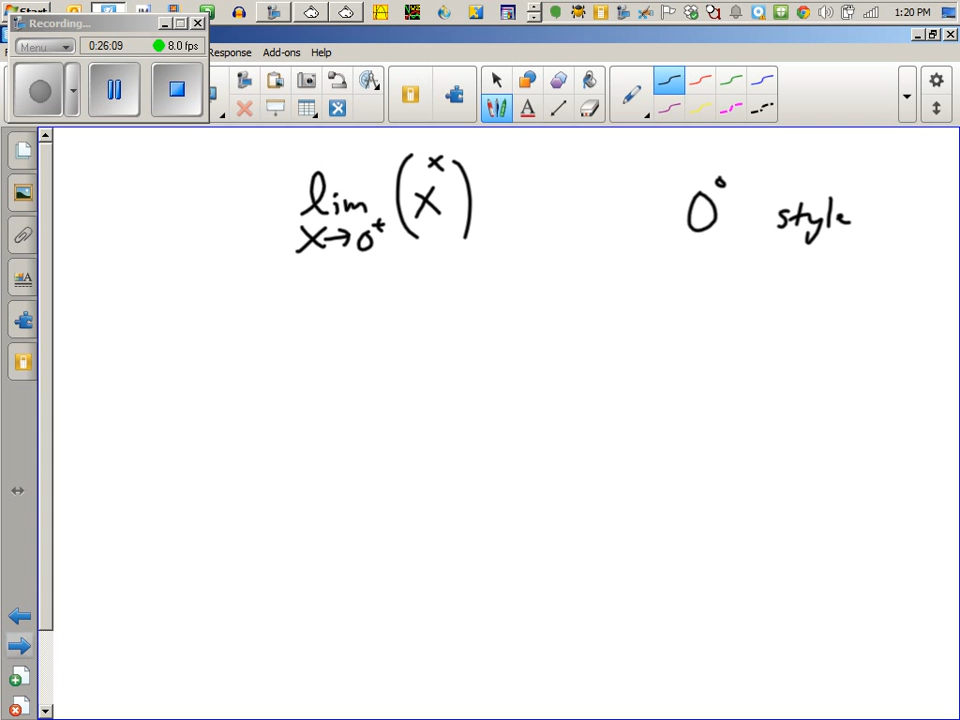 Start
1:20 PM
Recording...
Menu
0:26:09
8.0 fps
Response Add-ons Help
lim x→0⁺ (xˣ) 0⁰ style